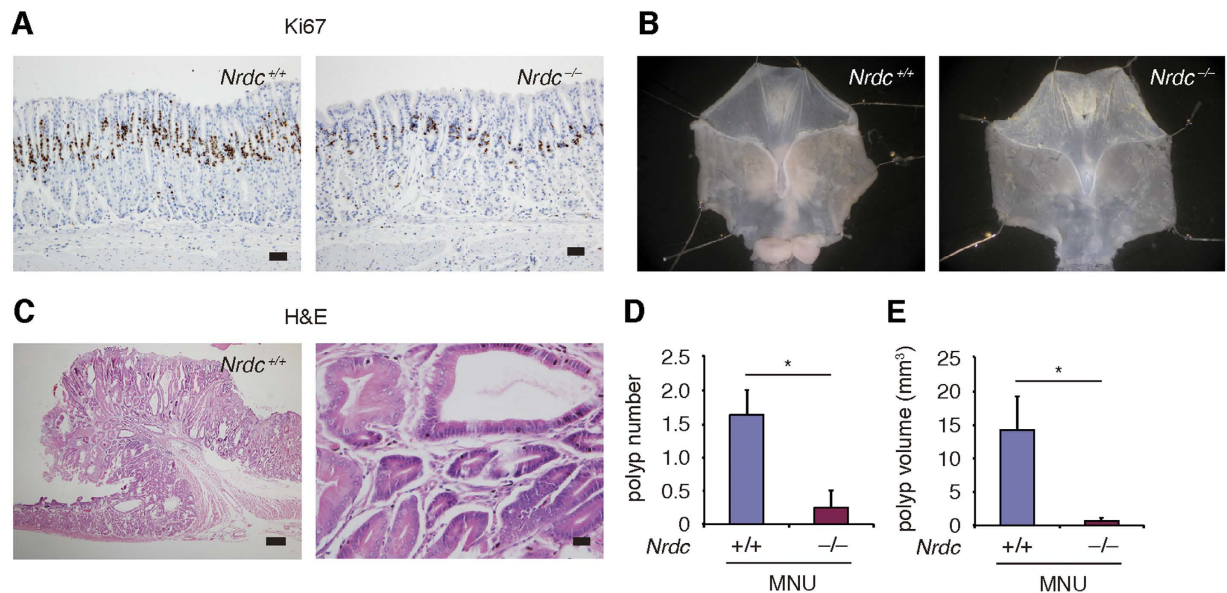 A
Ki67
Nrdc+/+
Nrdc−/−
B
Nrdc+/+
Nrdc−/−
C
H&E
Nrdc+/+
D
polyp number
2.5
2.0
1.5
1.0
0.5
0
*
Nrdc
+/+
−/−
MNU
E
polyp volume (mm³)
25
20
15
10
5
0
*
+/+
−/−
MNU